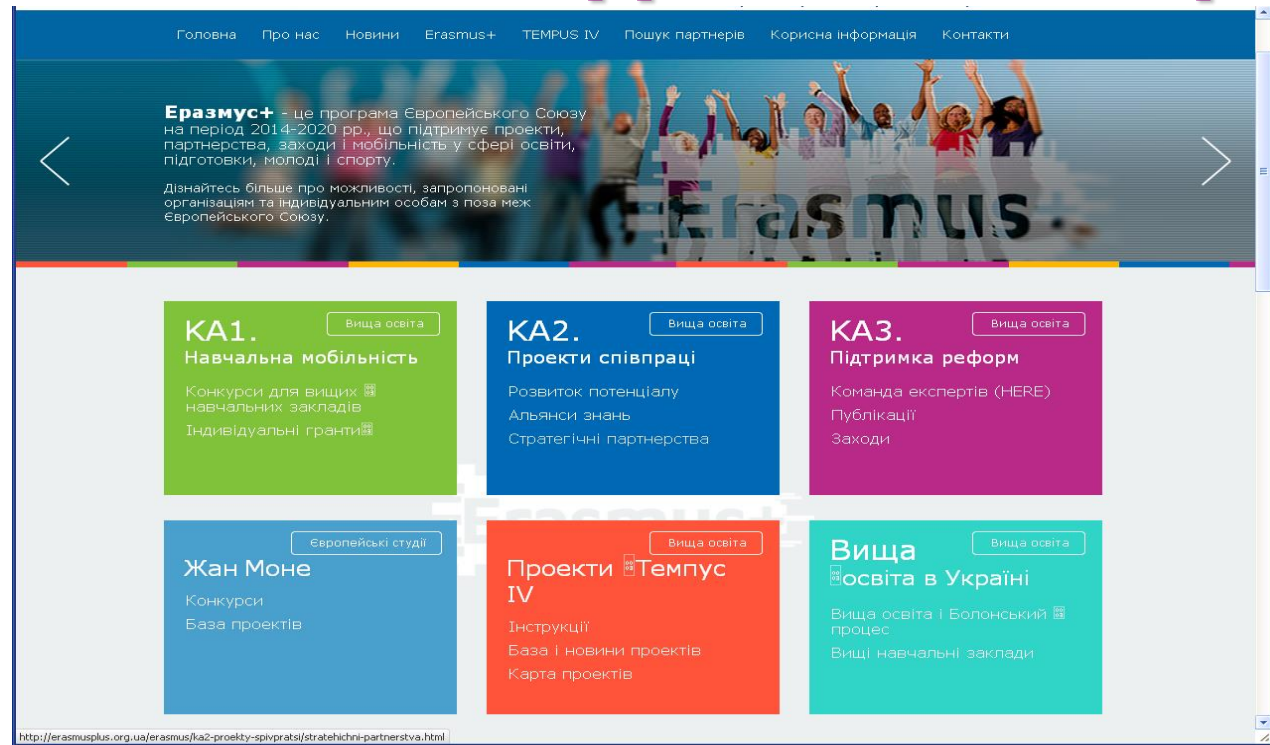 Головна Про нас Новини Erasmus+ TEMPUS IV Пошук партнерів Корисна інформація Контакти
Еразмус+ - це програма Європейського Союзу
на період 2014-2020 рр., що підтримує проекти,
партнерства, заходи і мобільність у сфері освіти,
підготовки, молоді і спорту.
Дізнайтесь більше про можливості, запропоновані
організаціям та індивідуальним особам з поза меж
Європейського Союзу.
Erasmus+
КА1.
Вища освіта
Навчальна мобільність
Конкурси для вищих
навчальних закладів
Індивідуальні гранти
КА2.
Вища освіта
Проекти співпраці
Розвиток потенціалу
Альянси знань
Стратегічні партнерства
КА3.
Вища освіта
Підтримка реформ
Команда експертів (HERE)
Публікації
Заходи
Erasmus+
Європейські студії
Жан Моне
Конкурси
База проектів
Вища освіта
Проекти Темпус
IV
Інструкції
База і новини проектів
Карта проектів
Вища освіта
Вища
освіта в Україні
Вища освіта і Болонський
процес
Вищі навчальні заклади
http://erasmusplus.org.ua/erasmus/ka2-proekty-spivpratsi/stratehichni-partnerstva.html